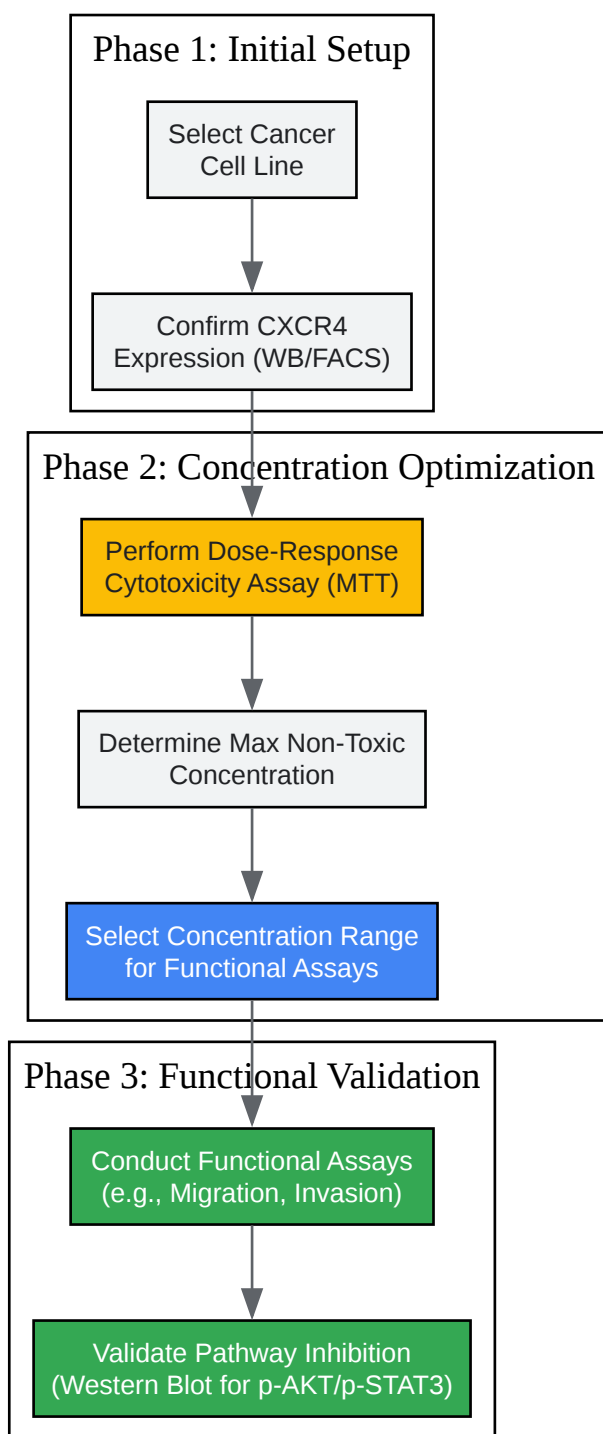 Phase 1: Initial Setup
Select Cancer
Cell Line
Confirm CXCR4
Expression (WB/FACS)
Phase 2: Concentration Optimization
Perform Dose-Response
Cytotoxicity Assay (MTT)
Determine Max Non-Toxic
Concentration
Select Concentration Range
for Functional Assays
Phase 3: Functional Validation
Conduct Functional Assays
(e.g., Migration, Invasion)
Validate Pathway Inhibition
(Western Blot for p-AKT/p-STAT3)